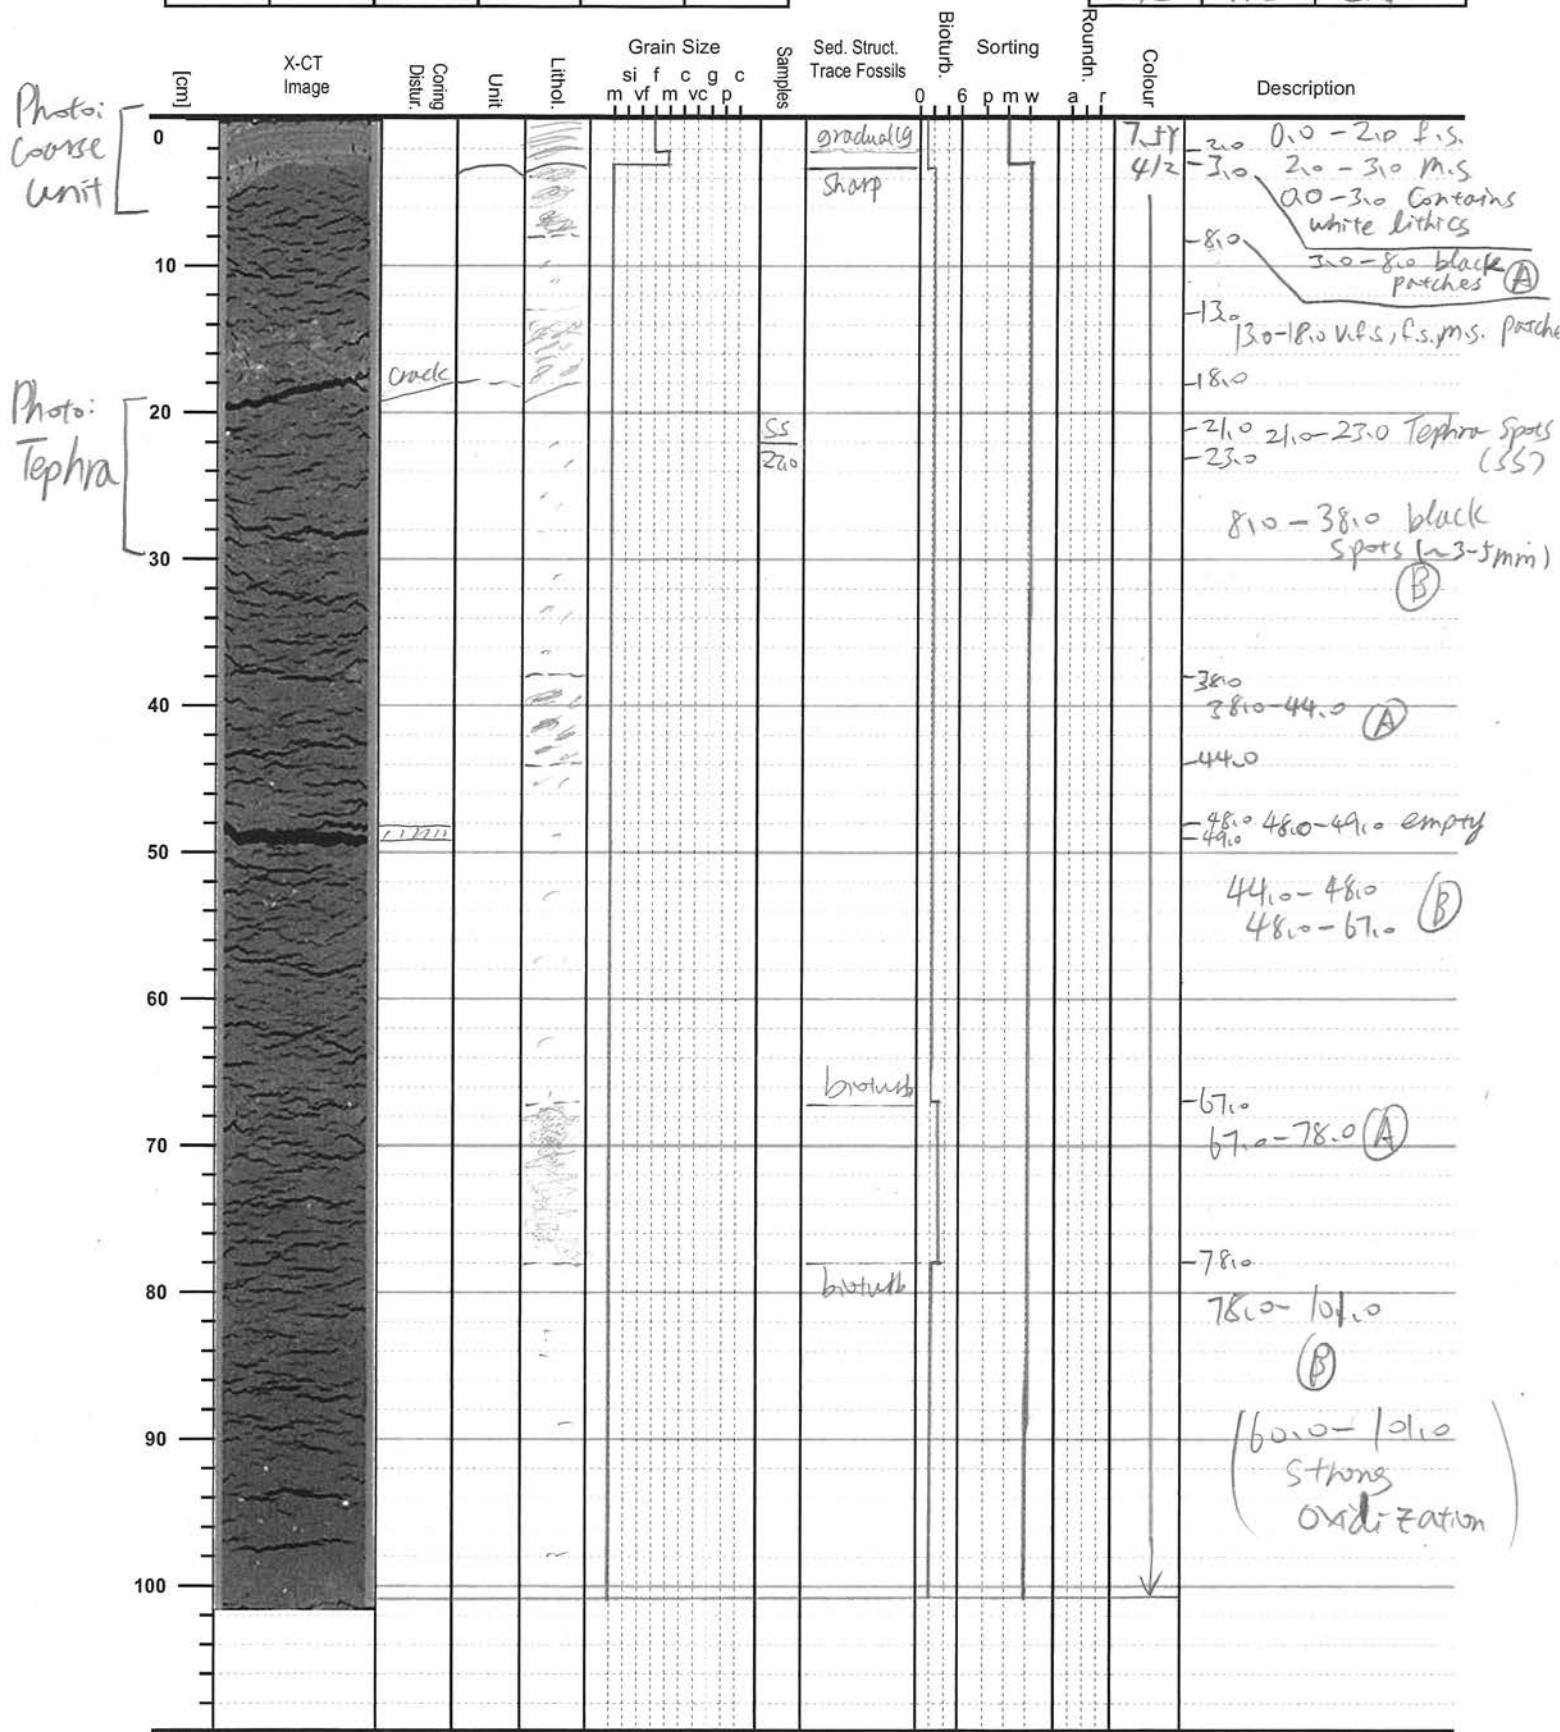 [cm]
X-CT
Image
Coring
Distur.
Unit
Lithol.
Grain Size
si f c g c
m vf m vc p
Samples
Sed. Struct.
Trace Fossils
Bioturb.
0 6
Sorting
p m w
Roundn.
a r
Colour
Description
Photo:
Coarse
Unit
0
gradually
sharp
7.5Y
4/2
2.0 0.0 - 2.0 f.s.
3.0 2.0 - 3.0 m.s
0.0 - 3.0 Contains
white lithics
8.0
3.0 - 8.0 black
patches A
10
13.0
13.0-18.0 v.f.s, f.s, m.s. patche
crack
18.0
Photo:
Tephra
20
SS
22.0
21.0 21.0-23.0 Tephra Spots
23.0 (SS)
8.0 - 38.0 black
spots (~3-5mm)
B
30
38.0
38.0-44.0 A
40
44.0
48.0 48.0-49.0 empty
49.0
50
44.0 - 48.0
48.0 - 67.0 B
60
bioturb
67.0
67.0-78.0 A
70
78.0
bioturb
80
78.0 - 101.0
B
90
(60.0 - 101.0
strong
oxidization)
100